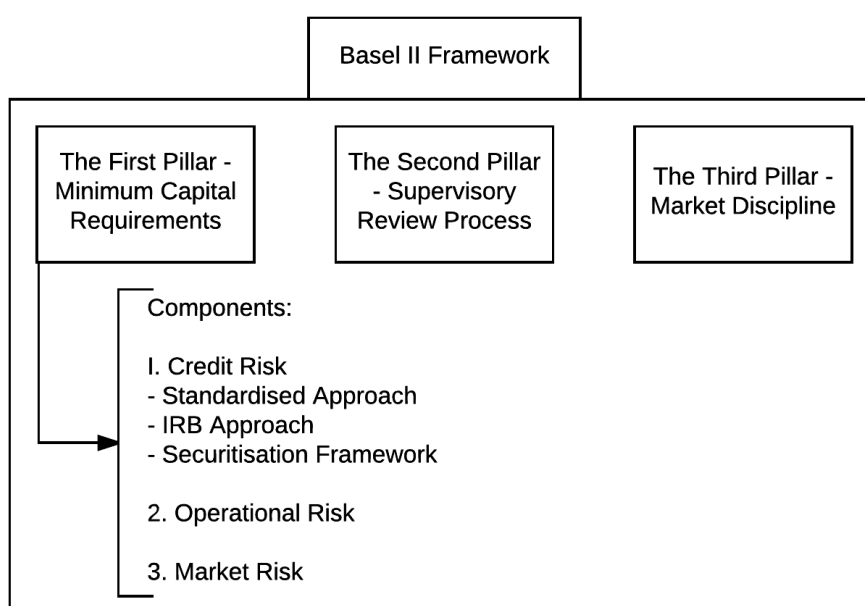 Basel II Framework
The First Pillar -
Minimum Capital
Requirements
The Second Pillar
- Supervisory
Review Process
The Third Pillar -
Market Discipline
Components:
I. Credit Risk
- Standardised Approach
- IRB Approach
- Securitisation Framework
2. Operational Risk
3. Market Risk